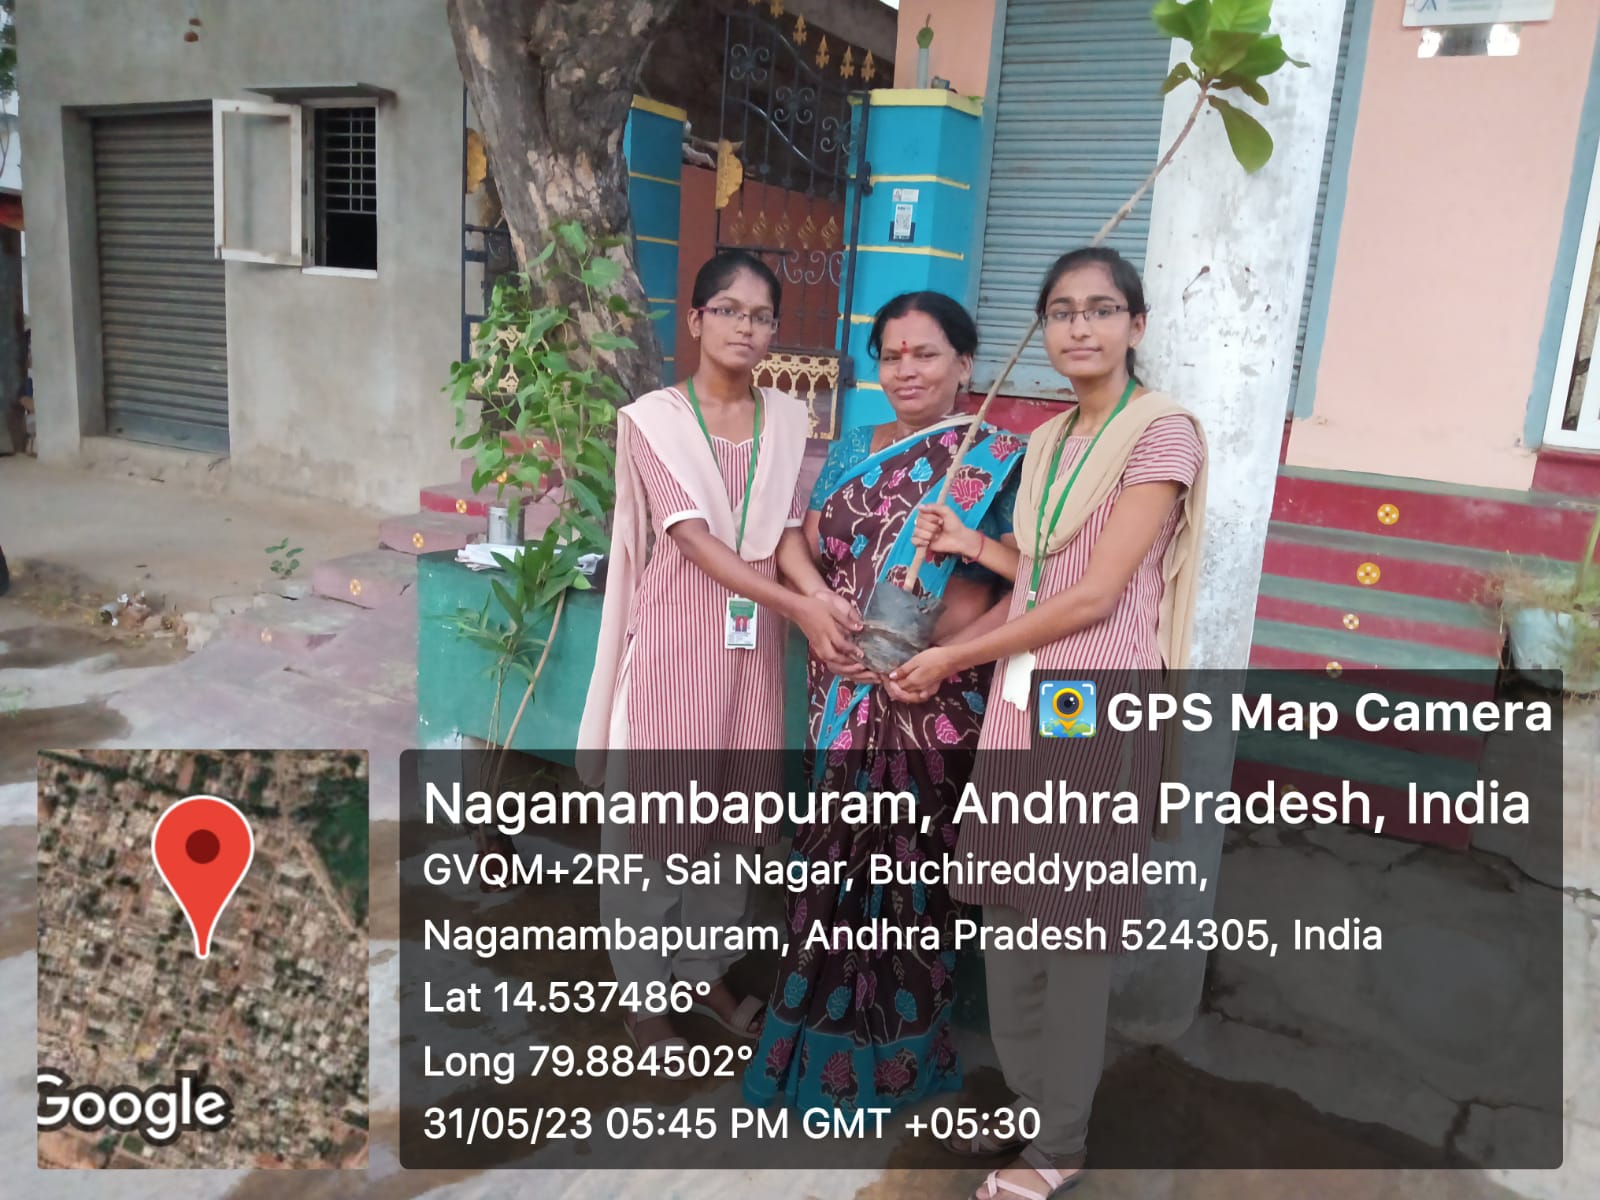 GPS Map Camera
Nagamambapuram, Andhra Pradesh, India
GVQM+2RF, Sai Nagar, Buchireddypalem,
Nagamambapuram, Andhra Pradesh 524305, India
Lat 14.537486°
Long 79.884502°
31/05/23 05:45 PM GMT +05:30
Google